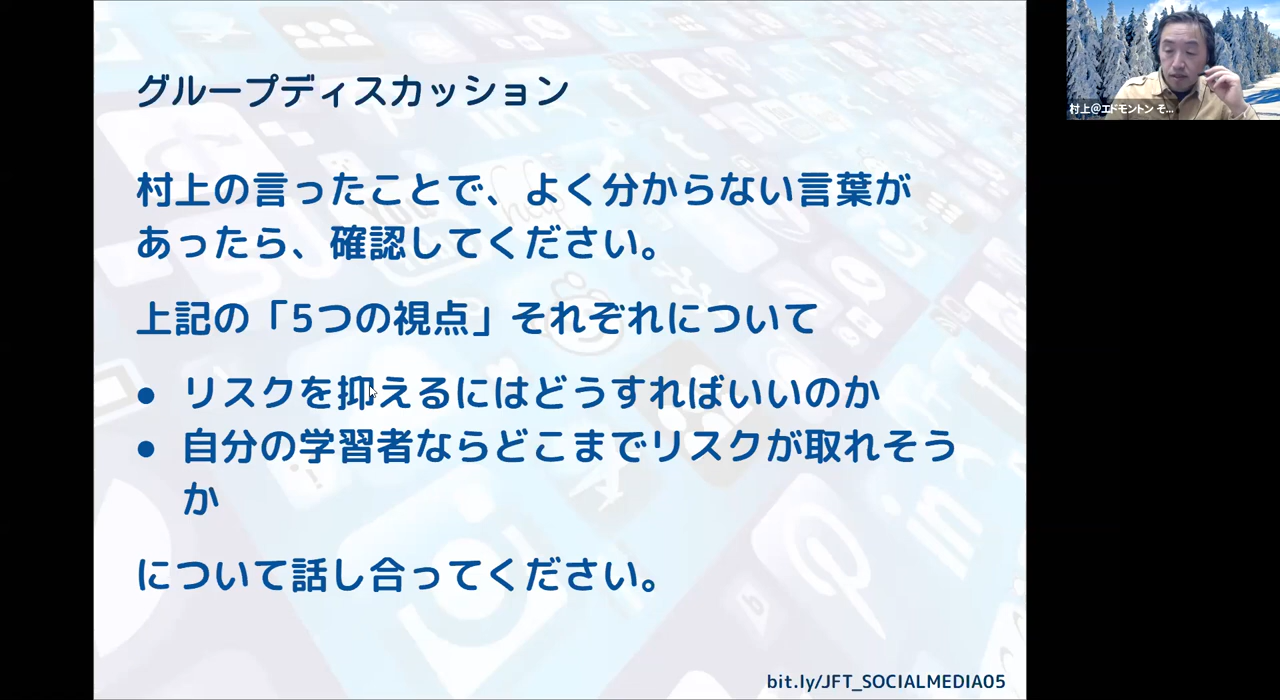 グループディスカッション
村上の言ったことで、よく分からない言葉が
あったら、確認してください。
上記の「5つの視点」それぞれについて
● リスクを抑えるにはどうすればいいのか
● 自分の学習者ならどこまでリスクが取れそう
か
について話し合ってください。
bit.ly/JFT_SOCIALMEDIA05
村上@エドモントン そ...